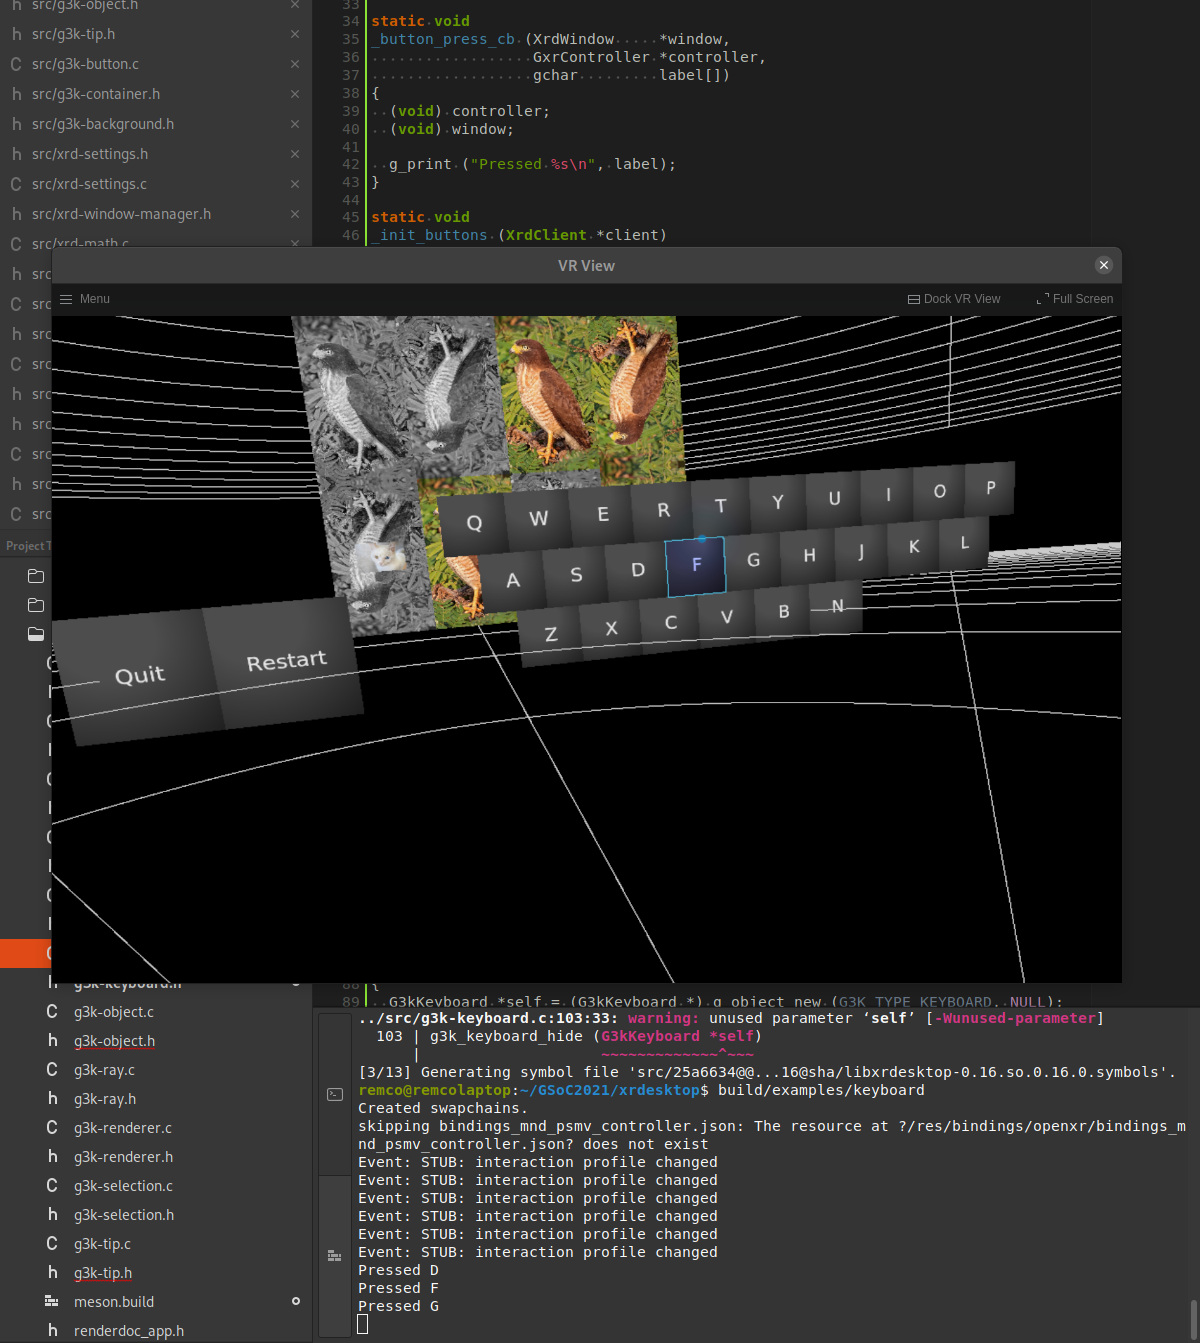 src/g3k-object.h
h src/g3k-tip.h
C src/g3k-button.c
h src/g3k-container.h
h src/g3k-background.h
h src/xrd-settings.h
C src/xrd-settings.c
h src/xrd-window-manager.h
C src/xrd-math.c
h src
C src
h src
C src
h src
C src
h src
C src
Project T
33
34 static void
35 _button_press_cb (XrdWindow *window,
36 GxrController *controller,
37 gchar label[])
38 {
39 (void) controller;
40 (void) window;
41
42 g_print ("Pressed %s\n", label);
43 }
44
45 static void
46 _init_buttons (XrdClient *client)
VR View
Menu
Dock VR View
Full Screen
Q W E R T Y U I O P
A S D F G H J K L
Z X C V B N
Quit Restart
88 {
89 G3kKeyboard *self = (G3kKeyboard *) g_object_new (G3K_TYPE_KEYBOARD, NULL);
h g3k-keyboard.h
C g3k-object.c
h g3k-object.h
C g3k-ray.c
h g3k-ray.h
C g3k-renderer.c
h g3k-renderer.h
C g3k-selection.c
h g3k-selection.h
C g3k-tip.c
h g3k-tip.h
meson.build
h renderdoc_app.h
../src/g3k-keyboard.c:103:33: warning: unused parameter ‘self’ [-Wunused-parameter]
103 | g3k_keyboard_hide (G3kKeyboard *self)
| ~~~~~~~~~~~~~^~~~
[3/13] Generating symbol file 'src/25a6634@@...16@sha/libxrdesktop-0.16.so.0.16.0.symbols'.
remco@remcolaptop:~/GSoC2021/xrdesktop$ build/examples/keyboard
Created swapchains.
skipping bindings_mnd_psmv_controller.json: The resource at ?/res/bindings/openxr/bindings_m
nd_psmv_controller.json? does not exist
Event: STUB: interaction profile changed
Event: STUB: interaction profile changed
Event: STUB: interaction profile changed
Event: STUB: interaction profile changed
Event: STUB: interaction profile changed
Event: STUB: interaction profile changed
Pressed D
Pressed F
Pressed G